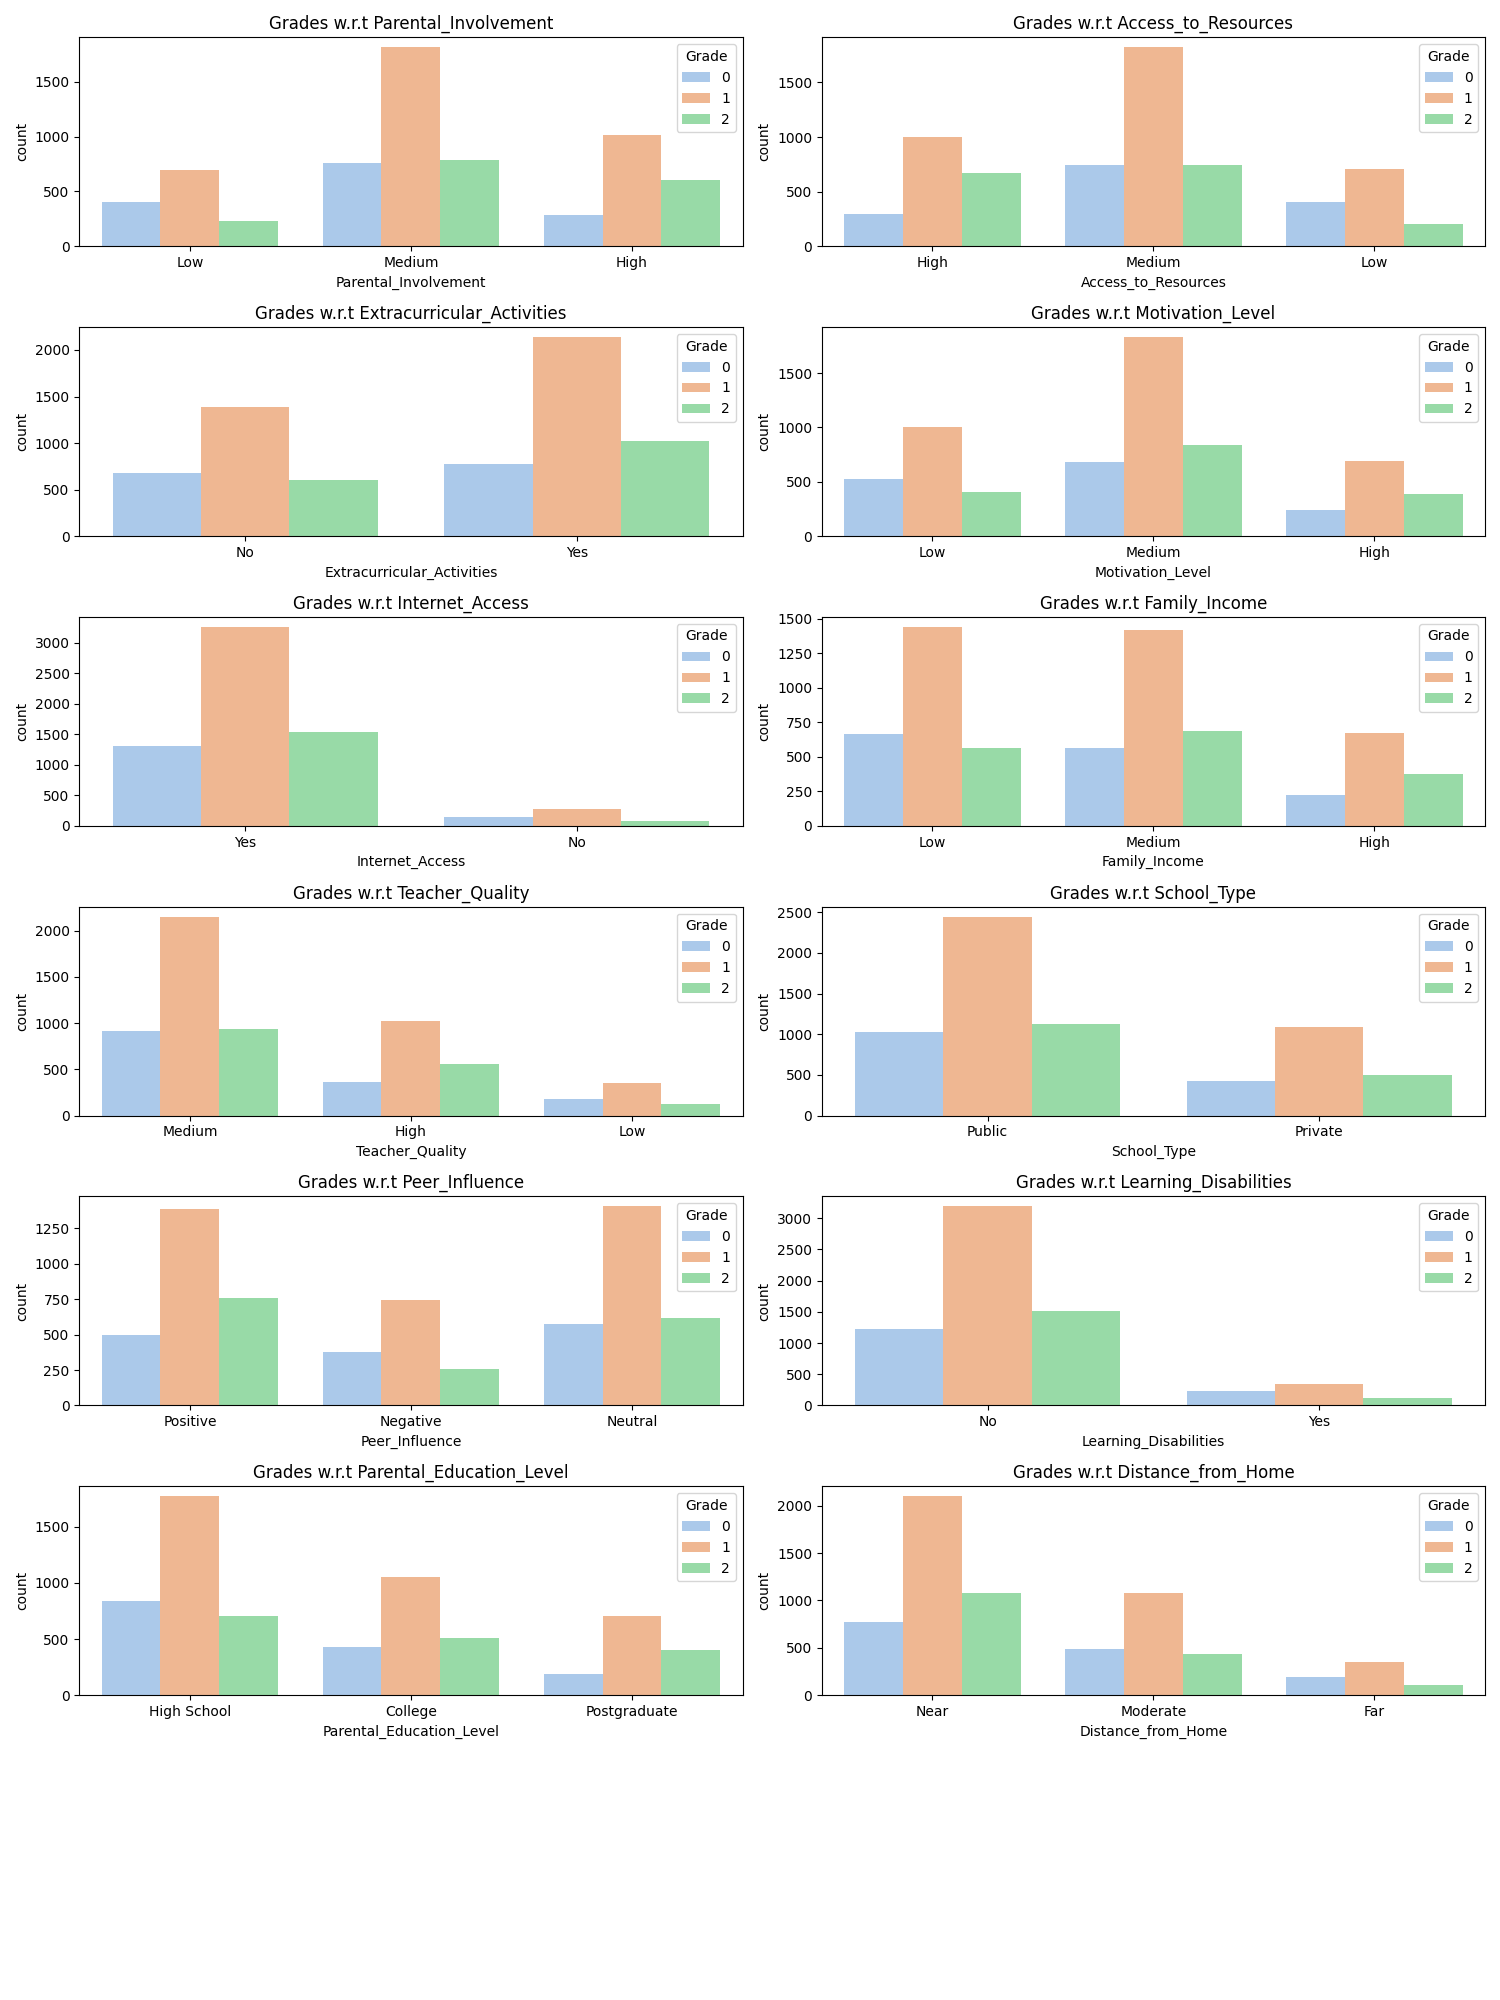 Grades w.r.t Parental_Involvement
Grade
0
1
2
1500
1000
500
0
count
Low Medium High
Parental_Involvement
Grades w.r.t Access_to_Resources
Grade
0
1
2
1500
1000
500
0
count
High Medium Low
Access_to_Resources
Grades w.r.t Extracurricular_Activities
Grade
0
1
2
2000
1500
1000
500
0
count
No Yes
Extracurricular_Activities
Grades w.r.t Motivation_Level
Grade
0
1
2
1500
1000
500
0
count
Low Medium High
Motivation_Level
Grades w.r.t Internet_Access
Grade
0
1
2
3000
2500
2000
1500
1000
500
0
count
Yes No
Internet_Access
Grades w.r.t Family_Income
Grade
0
1
2
1500
1250
1000
750
500
250
0
count
Low Medium High
Family_Income
Grades w.r.t Teacher_Quality
Grade
0
1
2
2000
1500
1000
500
0
count
Medium High Low
Teacher_Quality
Grades w.r.t School_Type
Grade
0
1
2
2500
2000
1500
1000
500
0
count
Public Private
School_Type
Grades w.r.t Peer_Influence
Grade
0
1
2
1250
1000
750
500
250
0
count
Positive Negative Neutral
Peer_Influence
Grades w.r.t Learning_Disabilities
Grade
0
1
2
3000
2500
2000
1500
1000
500
0
count
No Yes
Learning_Disabilities
Grades w.r.t Parental_Education_Level
Grade
0
1
2
1500
1000
500
0
count
High School College Postgraduate
Parental_Education_Level
Grades w.r.t Distance_from_Home
Grade
0
1
2
2000
1500
1000
500
0
count
Near Moderate Far
Distance_from_Home